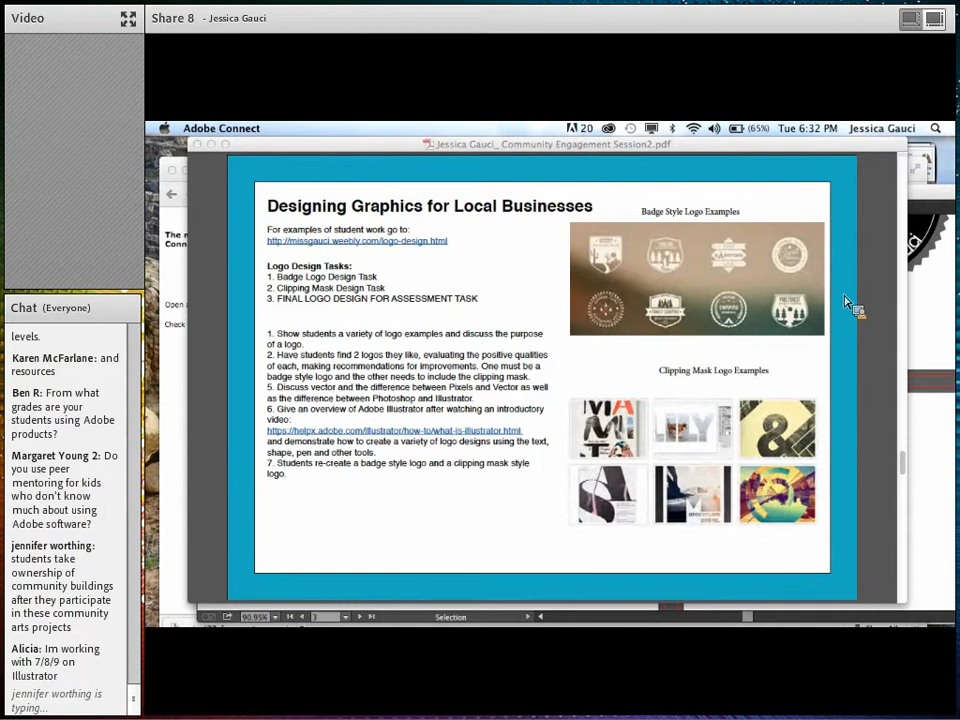 Video
Share 8 - Jessica Gauci
Adobe Connect
20
(65%)
Tue 6:32 PM
Jessica Gauci
Jessica Gauci_ Community Engagement Session2.pdf
The n
Conn
Open a
Check
Designing Graphics for Local Businesses
For examples of student work go to:
http://missgauci.weebly.com/logo-design.html
Logo Design Tasks:
1. Badge Logo Design Task
2. Clipping Mask Design Task
3. FINAL LOGO DESIGN FOR ASSESSMENT TASK
1. Show students a variety of logo examples and discuss the purpose
of a logo.
2. Have students find 2 logos they like, evaluating the positive qualities
of each, making recommendations for improvements. One must be a
badge style logo and the other needs to include the clipping mask.
5. Discuss vector and the difference between Pixels and Vector as well
as the difference between Photoshop and Illustrator.
6. Give an overview of Adobe Illustrator after watching an introductory
video:
https://helpx.adobe.com/illustrator/how-to/what-is-illustrator.html
and demonstrate how to create a variety of logo designs using the text,
shape, pen and other tools.
7. Students re-create a badge style logo and a clipping mask style
logo.
Badge Style Logo Examples
Clipping Mask Logo Examples
MA
LILY
8
90.95%
3
Selection
Chat (Everyone)
levels.
Karen McFarlane: and
resources
Ben R: From what
grades are your
students using Adobe
products?
Margaret Young 2: Do
you use peer
mentoring for kids
who don't know
much about using
Adobe software?
jennifer worthing:
students take
ownership of
community buildings
after they participate
in these community
arts projects
Alicia: Im working
with 7/8/9 on
Illustrator
jennifer worthing is
typing...